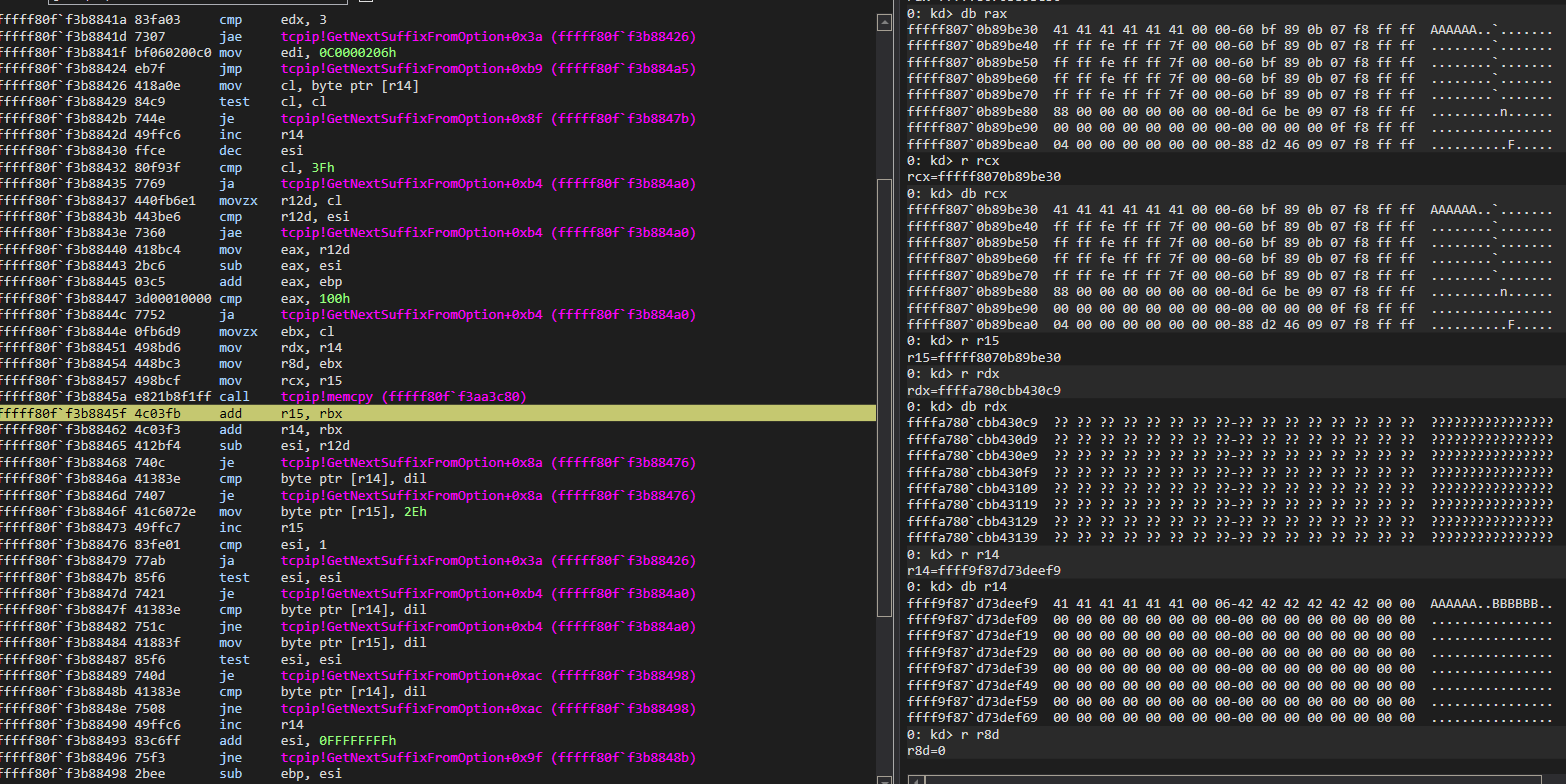 fffff80f`f3b8841a 83fa03 cmp edx, 3
fffff80f`f3b8841d 7307 jae tcpip!GetNextSuffixFromOption+0x3a (fffff80f`f3b88426)
fffff80f`f3b8841f bf060200c0 mov edi, 0C0000206h
fffff80f`f3b88424 eb7f jmp tcpip!GetNextSuffixFromOption+0xb9 (fffff80f`f3b884a5)
fffff80f`f3b88426 418a0e mov cl, byte ptr [r14]
fffff80f`f3b88429 84c9 test cl, cl
fffff80f`f3b8842b 744e je tcpip!GetNextSuffixFromOption+0x8f (fffff80f`f3b8847b)
fffff80f`f3b8842d 49ffc6 inc r14
fffff80f`f3b88430 ffce dec esi
fffff80f`f3b88432 80f93f cmp cl, 3Fh
fffff80f`f3b88435 7769 ja tcpip!GetNextSuffixFromOption+0xb4 (fffff80f`f3b884a0)
fffff80f`f3b88437 440fb6e1 movzx r12d, cl
fffff80f`f3b8843b 443be6 cmp r12d, esi
fffff80f`f3b8843e 7360 jae tcpip!GetNextSuffixFromOption+0xb4 (fffff80f`f3b884a0)
fffff80f`f3b88440 418bc4 mov eax, r12d
fffff80f`f3b88443 2bc6 sub eax, esi
fffff80f`f3b88445 03c5 add eax, ebp
fffff80f`f3b88447 3d00010000 cmp eax, 100h
fffff80f`f3b8844c 7752 ja tcpip!GetNextSuffixFromOption+0xb4 (fffff80f`f3b884a0)
fffff80f`f3b8844e 0fb6d9 movzx ebx, cl
fffff80f`f3b88451 498bd6 mov rdx, r14
fffff80f`f3b88454 448bc3 mov r8d, ebx
fffff80f`f3b88457 498bcf mov rcx, r15
fffff80f`f3b8845a e821b8f1ff call tcpip!memcpy (fffff80f`f3aa3c80)
fffff80f`f3b8845f 4c03fb add r15, rbx
fffff80f`f3b88462 4c03f3 add r14, rbx
fffff80f`f3b88465 412bf4 sub esi, r12d
fffff80f`f3b88468 740c je tcpip!GetNextSuffixFromOption+0x8a (fffff80f`f3b88476)
fffff80f`f3b8846a 41383e cmp byte ptr [r14], dil
fffff80f`f3b8846d 7407 je tcpip!GetNextSuffixFromOption+0x8a (fffff80f`f3b88476)
fffff80f`f3b8846f 41c6072e mov byte ptr [r15], 2Eh
fffff80f`f3b88473 49ffc7 inc r15
fffff80f`f3b88476 83fe01 cmp esi, 1
fffff80f`f3b88479 77ab ja tcpip!GetNextSuffixFromOption+0x3a (fffff80f`f3b88426)
fffff80f`f3b8847b 85f6 test esi, esi
fffff80f`f3b8847d 7421 je tcpip!GetNextSuffixFromOption+0xb4 (fffff80f`f3b884a0)
fffff80f`f3b8847f 41383e cmp byte ptr [r14], dil
fffff80f`f3b88482 751c jne tcpip!GetNextSuffixFromOption+0xb4 (fffff80f`f3b884a0)
fffff80f`f3b88484 41883f mov byte ptr [r15], dil
fffff80f`f3b88487 85f6 test esi, esi
fffff80f`f3b88489 740d je tcpip!GetNextSuffixFromOption+0xac (fffff80f`f3b88498)
fffff80f`f3b8848b 41383e cmp byte ptr [r14], dil
fffff80f`f3b8848e 7508 jne tcpip!GetNextSuffixFromOption+0xac (fffff80f`f3b88498)
fffff80f`f3b88490 49ffc6 inc r14
fffff80f`f3b88493 83c6ff add esi, 0FFFFFFFFh
fffff80f`f3b88496 75f3 jne tcpip!GetNextSuffixFromOption+0x9f (fffff80f`f3b8848b)
fffff80f`f3b88498 2bee sub ebp, esi
0: kd> db rax
fffff807`0b89be30 41 41 41 41 41 41 00 00-60 bf 89 0b 07 f8 ff ff AAAAAA..`.......
fffff807`0b89be40 ff ff fe ff ff 7f 00 00-60 bf 89 0b 07 f8 ff ff ........`.......
fffff807`0b89be50 ff ff fe ff ff 7f 00 00-60 bf 89 0b 07 f8 ff ff ........`.......
fffff807`0b89be60 ff ff fe ff ff 7f 00 00-60 bf 89 0b 07 f8 ff ff ........`.......
fffff807`0b89be70 ff ff fe ff ff 7f 00 00-60 bf 89 0b 07 f8 ff ff ........`.......
fffff807`0b89be80 88 00 00 00 00 00 00 00-0d 6e be 09 07 f8 ff ff .........n......
fffff807`0b89be90 00 00 00 00 00 00 00 00-00 00 00 00 0f f8 ff ff ................
fffff807`0b89bea0 04 00 00 00 00 00 00 00-88 d2 46 09 07 f8 ff ff ..........F.....
0: kd> r rcx
rcx=fffff8070b89be30
0: kd> db rcx
fffff807`0b89be30 41 41 41 41 41 41 00 00-60 bf 89 0b 07 f8 ff ff AAAAAA..`.......
fffff807`0b89be40 ff ff fe ff ff 7f 00 00-60 bf 89 0b 07 f8 ff ff ........`.......
fffff807`0b89be50 ff ff fe ff ff 7f 00 00-60 bf 89 0b 07 f8 ff ff ........`.......
fffff807`0b89be60 ff ff fe ff ff 7f 00 00-60 bf 89 0b 07 f8 ff ff ........`.......
fffff807`0b89be70 ff ff fe ff ff 7f 00 00-60 bf 89 0b 07 f8 ff ff ........`.......
fffff807`0b89be80 88 00 00 00 00 00 00 00-0d 6e be 09 07 f8 ff ff .........n......
fffff807`0b89be90 00 00 00 00 00 00 00 00-00 00 00 00 0f f8 ff ff ................
fffff807`0b89bea0 04 00 00 00 00 00 00 00-88 d2 46 09 07 f8 ff ff ..........F.....
0: kd> r r15
r15=fffff8070b89be30
0: kd> r rdx
rdx=ffffa780cbb430c9
0: kd> db rdx
ffffa780`cbb430c9 ?? ?? ?? ?? ?? ?? ?? ??-?? ?? ?? ?? ?? ?? ?? ?? ????????????????
ffffa780`cbb430d9 ?? ?? ?? ?? ?? ?? ?? ??-?? ?? ?? ?? ?? ?? ?? ?? ????????????????
ffffa780`cbb430e9 ?? ?? ?? ?? ?? ?? ?? ??-?? ?? ?? ?? ?? ?? ?? ?? ????????????????
ffffa780`cbb430f9 ?? ?? ?? ?? ?? ?? ?? ??-?? ?? ?? ?? ?? ?? ?? ?? ????????????????
ffffa780`cbb43109 ?? ?? ?? ?? ?? ?? ?? ??-?? ?? ?? ?? ?? ?? ?? ?? ????????????????
ffffa780`cbb43119 ?? ?? ?? ?? ?? ?? ?? ??-?? ?? ?? ?? ?? ?? ?? ?? ????????????????
ffffa780`cbb43129 ?? ?? ?? ?? ?? ?? ?? ??-?? ?? ?? ?? ?? ?? ?? ?? ????????????????
ffffa780`cbb43139 ?? ?? ?? ?? ?? ?? ?? ??-?? ?? ?? ?? ?? ?? ?? ?? ????????????????
0: kd> r r14
r14=ffff9f87d73deef9
0: kd> db r14
ffff9f87`d73deef9 41 41 41 41 41 41 00 06-42 42 42 42 42 42 00 00 AAAAAA..BBBBBB..
ffff9f87`d73def09 00 00 00 00 00 00 00 00-00 00 00 00 00 00 00 00 ................
ffff9f87`d73def19 00 00 00 00 00 00 00 00-00 00 00 00 00 00 00 00 ................
ffff9f87`d73def29 00 00 00 00 00 00 00 00-00 00 00 00 00 00 00 00 ................
ffff9f87`d73def39 00 00 00 00 00 00 00 00-00 00 00 00 00 00 00 00 ................
ffff9f87`d73def49 00 00 00 00 00 00 00 00-00 00 00 00 00 00 00 00 ................
ffff9f87`d73def59 00 00 00 00 00 00 00 00-00 00 00 00 00 00 00 00 ................
ffff9f87`d73def69 00 00 00 00 00 00 00 00-00 00 00 00 00 00 00 00 ................
0: kd> r r8d
r8d=0